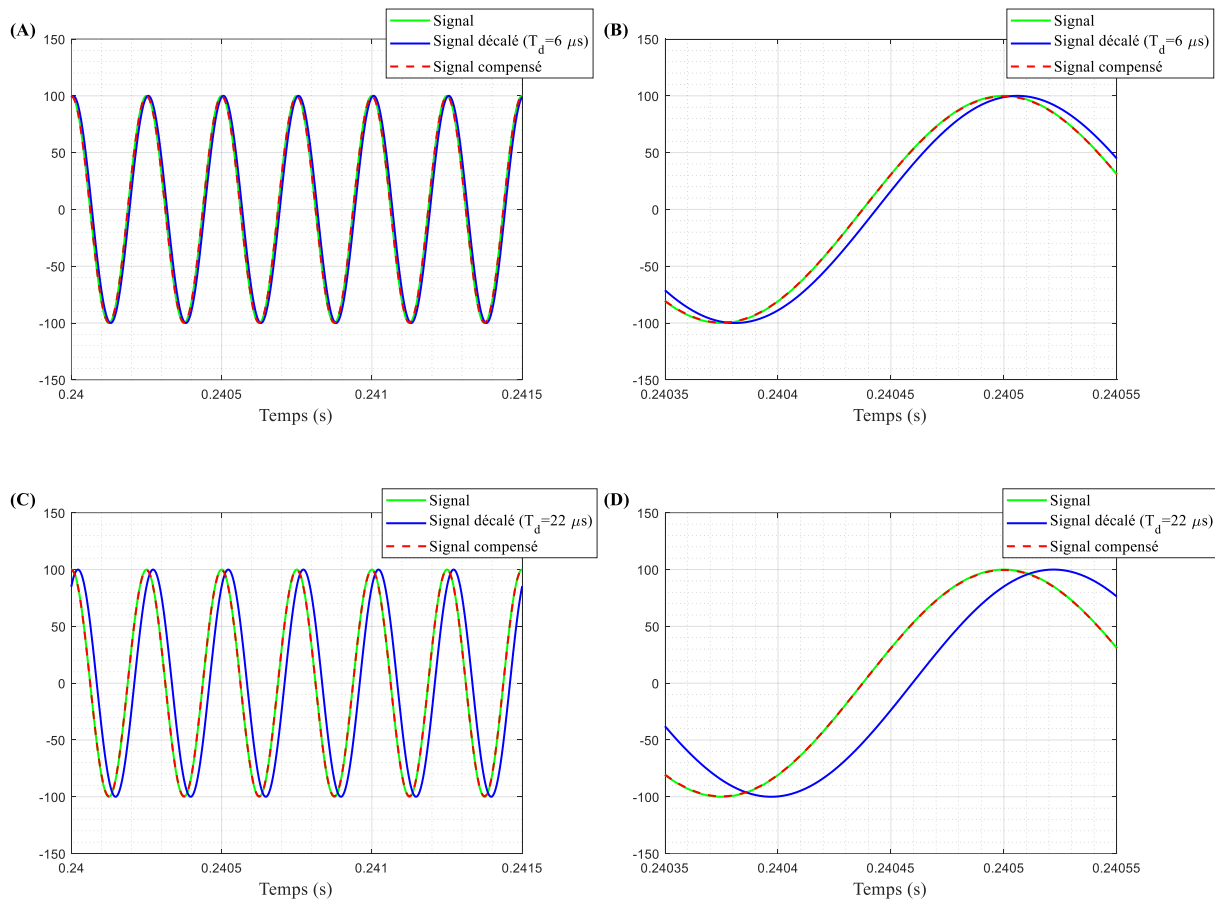 (A)
Signal
Signal décalé (T_d=6 μs)
Signal compensé
150
100
50
0
-50
-100
-150
0.24
0.2405
0.241
0.2415
Temps (s)
(B)
Signal
Signal décalé (T_d=6 μs)
Signal compensé
150
100
50
0
-50
-100
-150
0.24035
0.2404
0.24045
0.2405
0.24055
Temps (s)
(C)
Signal
Signal décalé (T_d=22 μs)
Signal compensé
150
100
50
0
-50
-100
-150
0.24
0.2405
0.241
0.2415
Temps (s)
(D)
Signal
Signal décalé (T_d=22 μs)
Signal compensé
150
100
50
0
-50
-100
-150
0.24035
0.2404
0.24045
0.2405
0.24055
Temps (s)